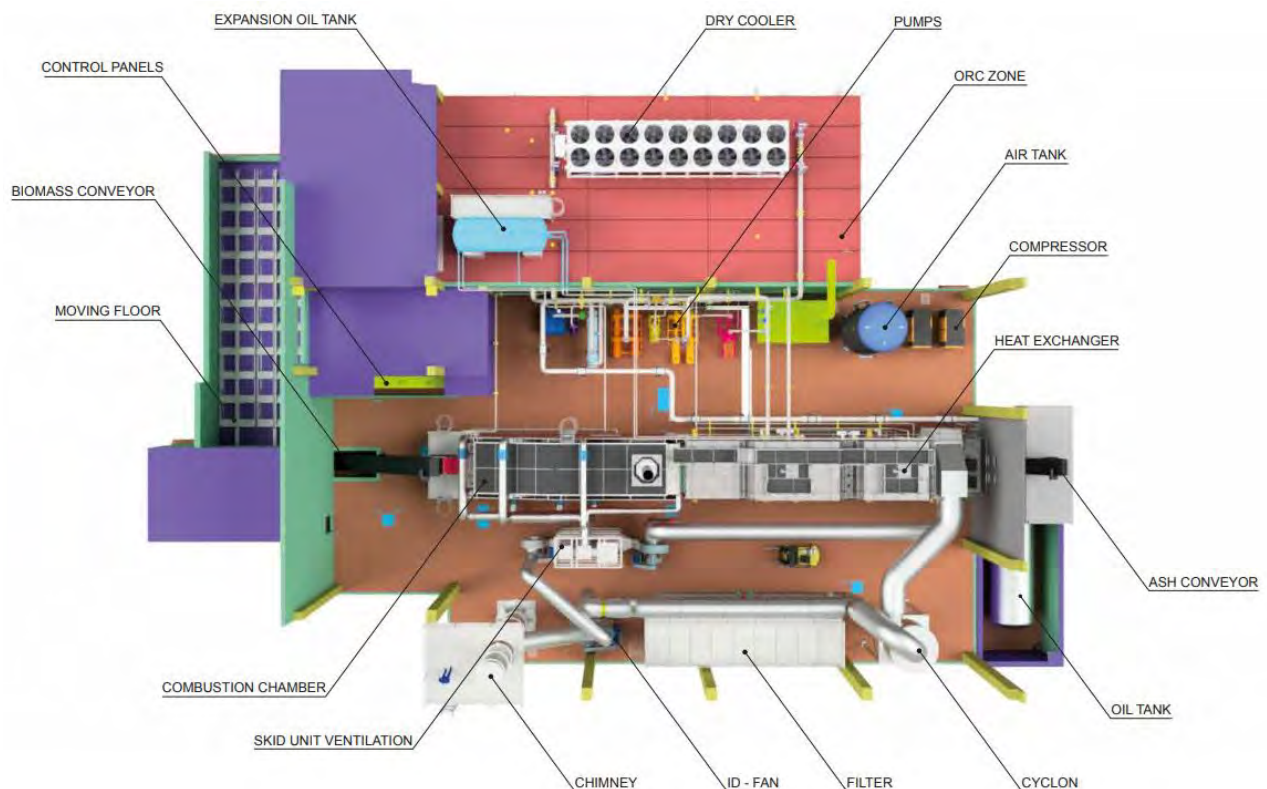 EXPANSION OIL TANK
DRY COOLER
PUMPS
CONTROL PANELS
ORC ZONE
AIR TANK
BIOMASS CONVEYOR
COMPRESSOR
MOVING FLOOR
HEAT EXCHANGER
ASH CONVEYOR
COMBUSTION CHAMBER
OIL TANK
SKID UNIT VENTILATION
CHIMNEY
ID - FAN
FILTER
CYCLON